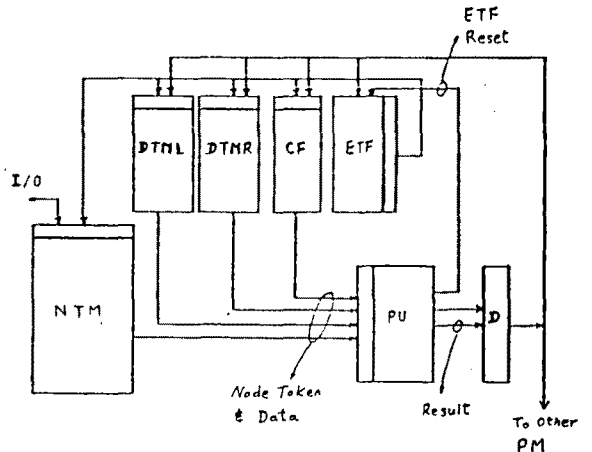 ETF
Reset
DTML
DTMR
CF
ETF
I/O
NTM
PU
D
Node Token
& Data
Result
To Other
PM